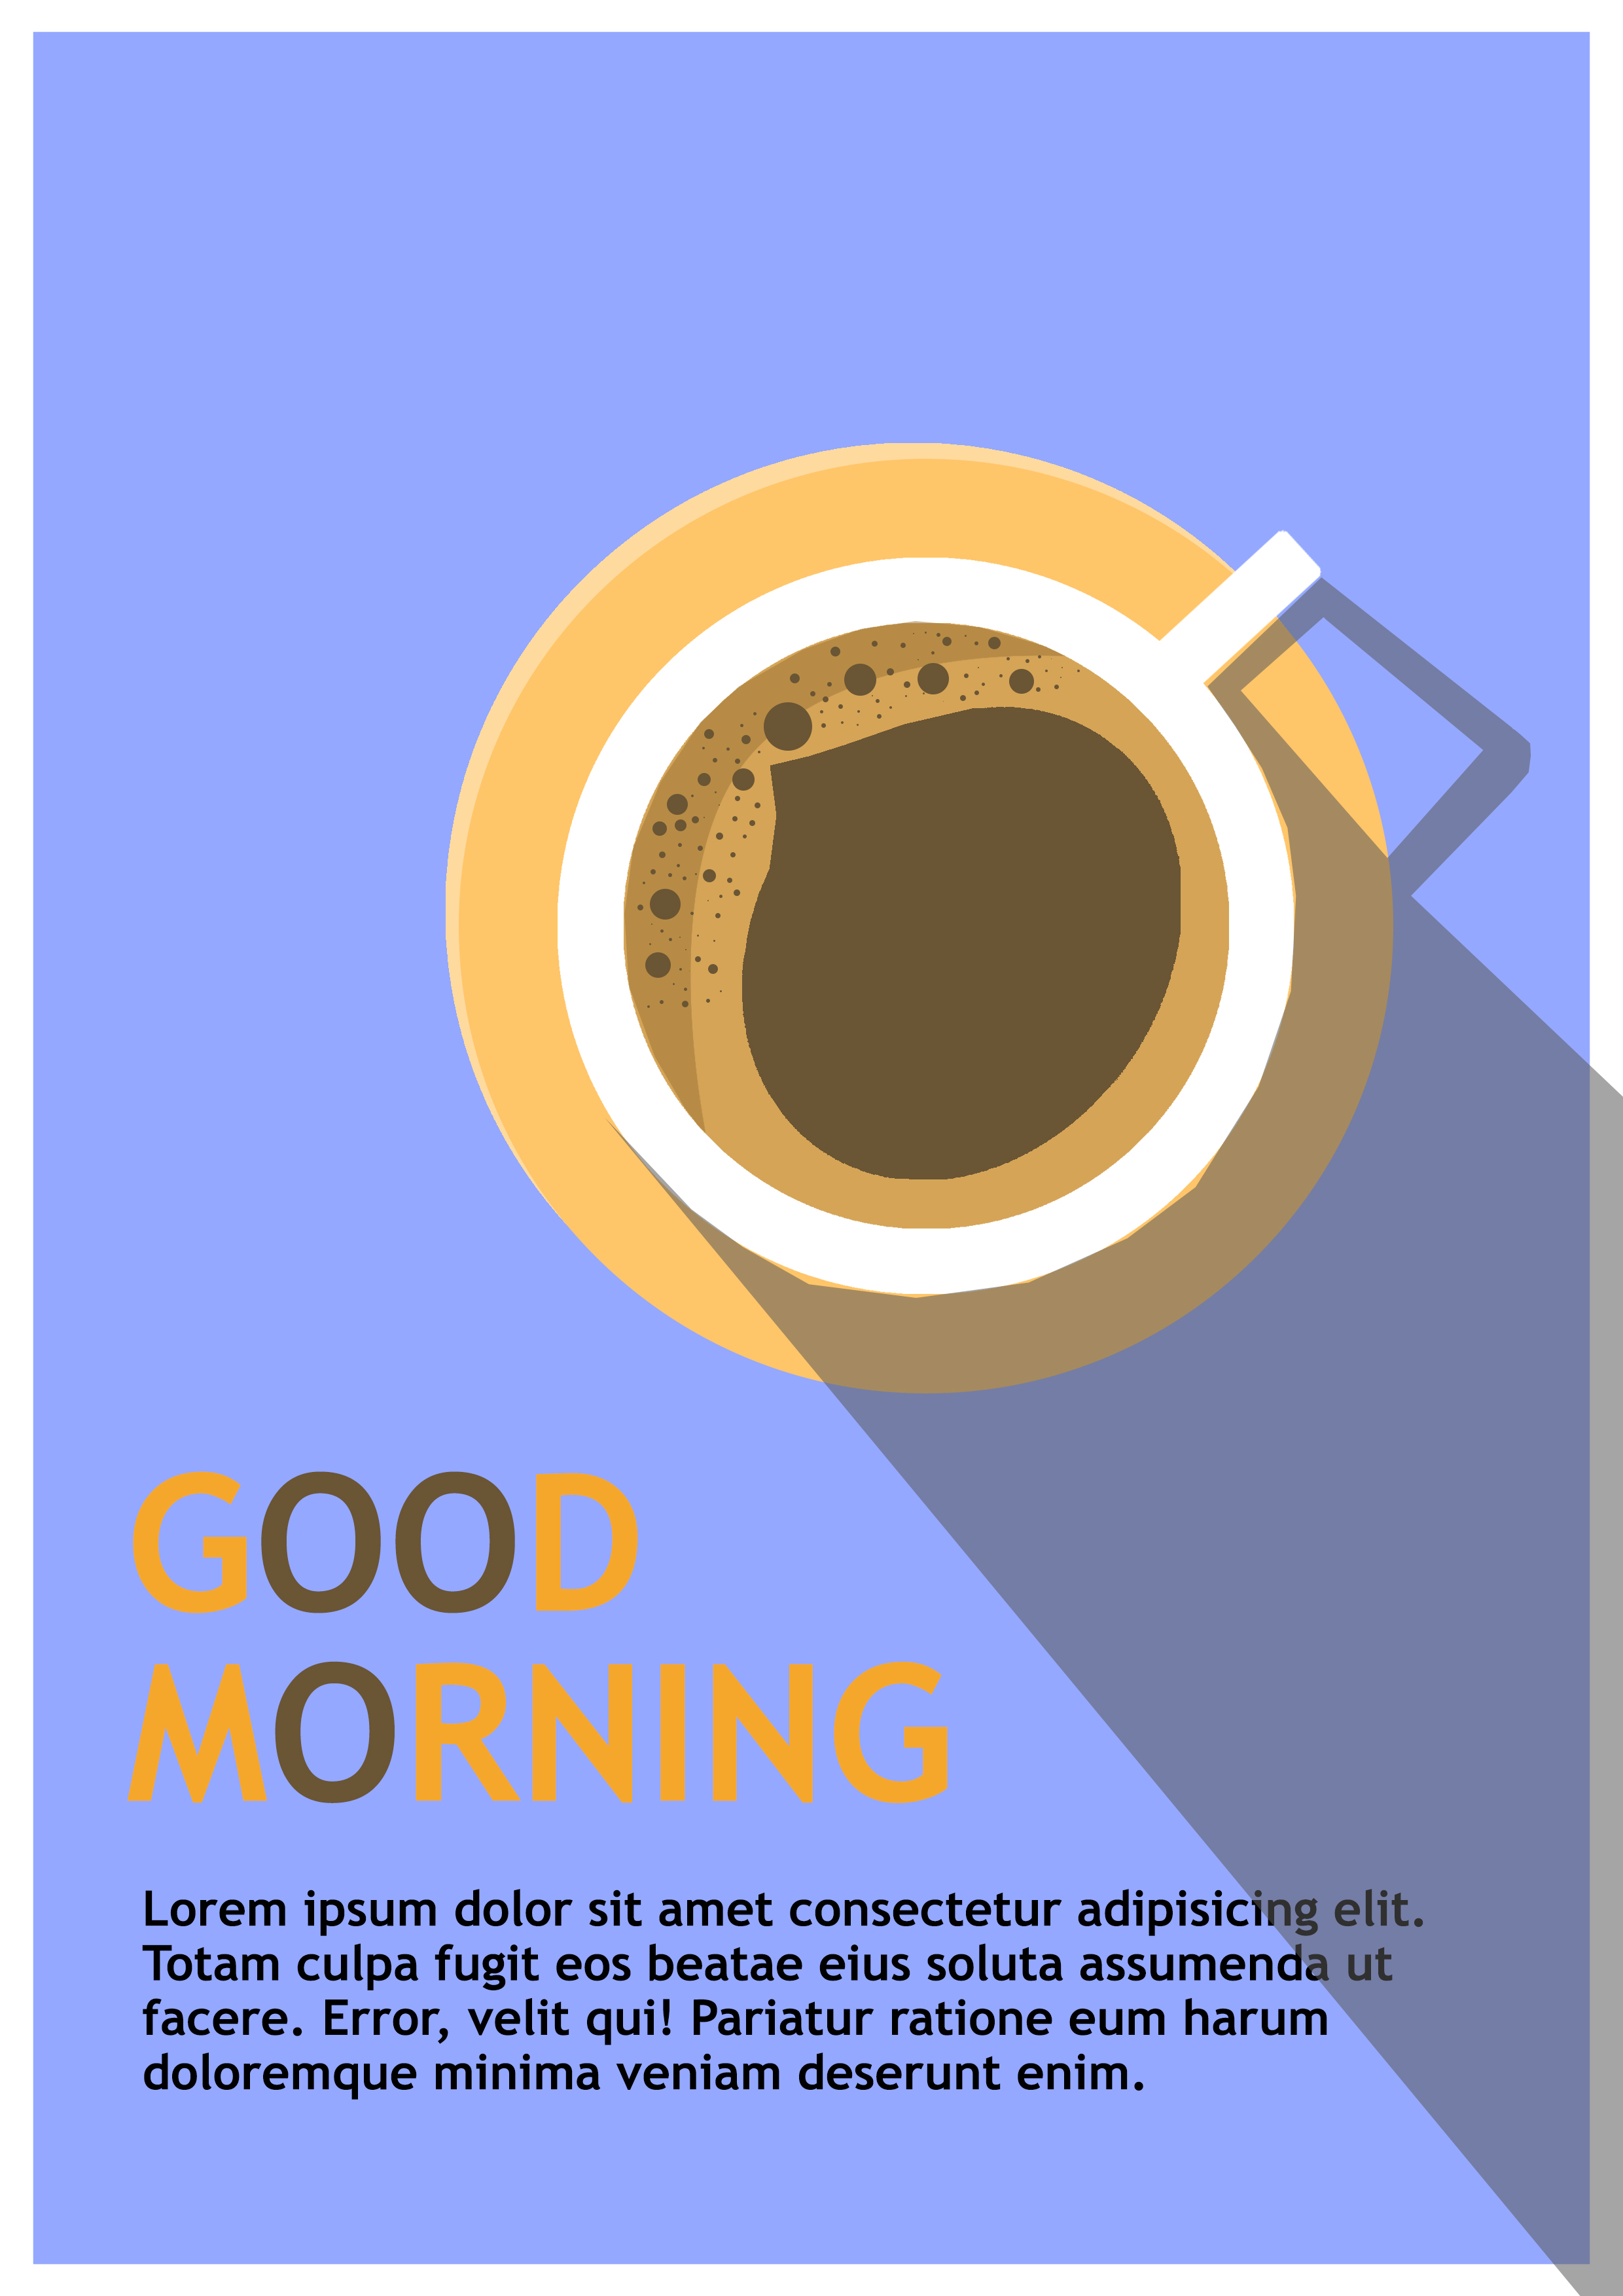 GOOD
MORNING
Lorem ipsum dolor sit amet consectetur adipisicing elit.
Totam culpa fugit eos beatae eius soluta assumenda ut
facere. Error, velit qui! Pariatur ratione eum harum
doloremque minima veniam deserunt enim.